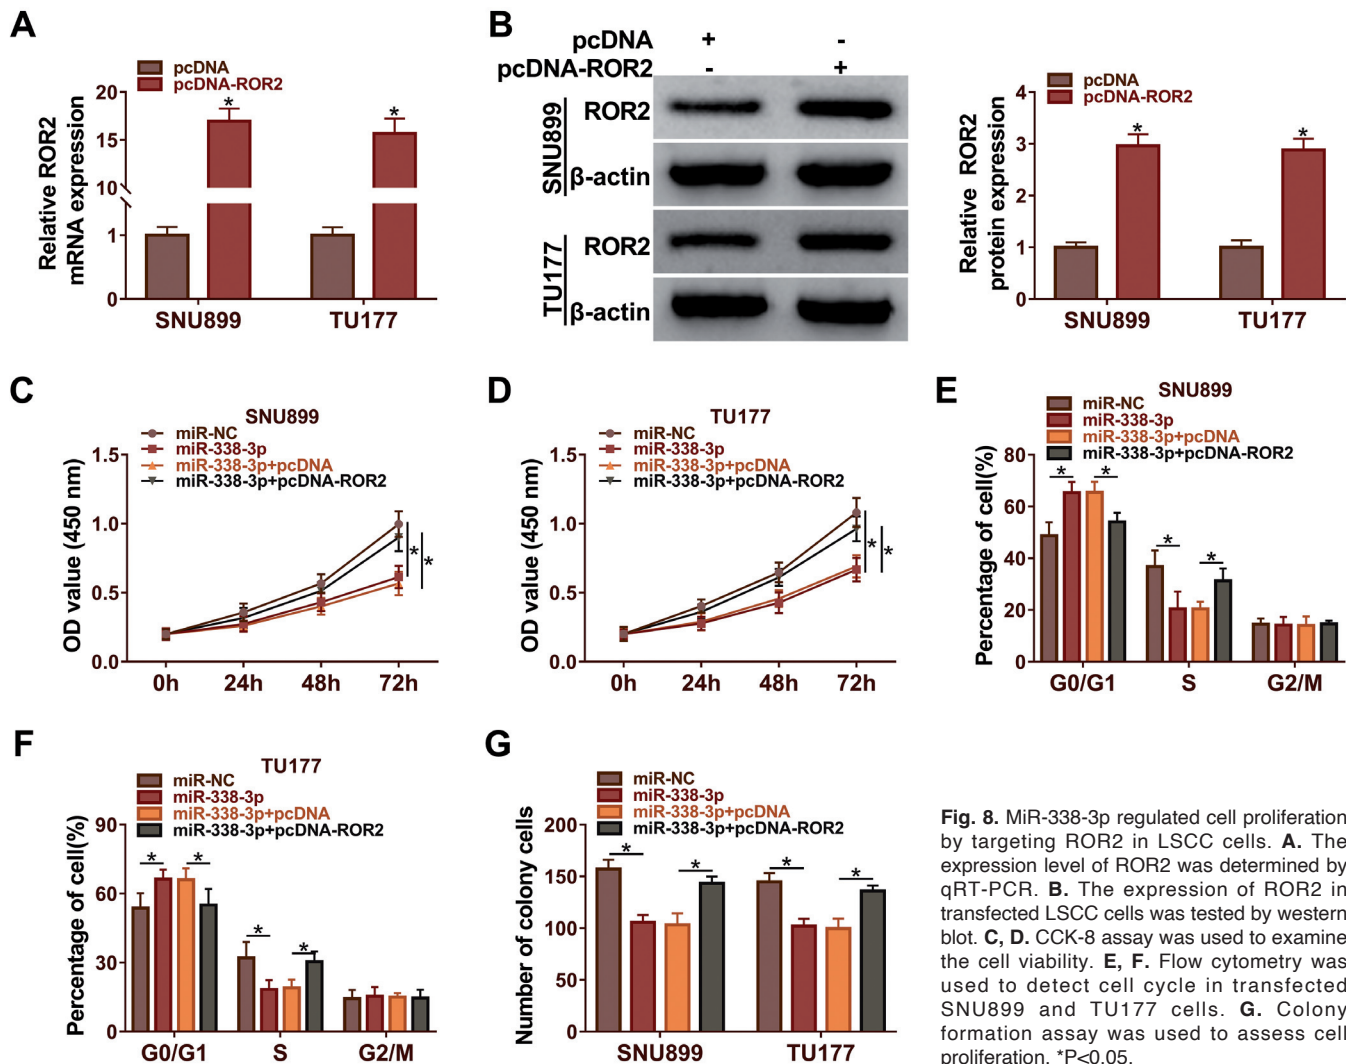 A
pcDNA
pcDNA-ROR2
Relative ROR2
mRNA expression
20
15
10
1
0
*
*
SNU899
TU177
B
pcDNA + -
pcDNA-ROR2 - +
SNU899
ROR2
β-actin
TU177
ROR2
β-actin
pcDNA
pcDNA-ROR2
Relative ROR2
protein expression
4
3
2
1
0
*
*
SNU899
TU177
C
SNU899
miR-NC
miR-338-3p
miR-338-3p+pcDNA
miR-338-3p+pcDNA-ROR2
OD value (450 nm)
1.5
1.0
0.5
0.0
* *
0h 24h 48h 72h
D
TU177
miR-NC
miR-338-3p
miR-338-3p+pcDNA
miR-338-3p+pcDNA-ROR2
OD value (450 nm)
1.5
1.0
0.5
0.0
* *
0h 24h 48h 72h
E
SNU899
miR-NC
miR-338-3p
miR-338-3p+pcDNA
miR-338-3p+pcDNA-ROR2
Percentage of cell(%)
80
60
40
20
0
* *
* *
G0/G1 S G2/M
F
TU177
miR-NC
miR-338-3p
miR-338-3p+pcDNA
miR-338-3p+pcDNA-ROR2
Percentage of cell(%)
90
60
30
0
* *
* *
G0/G1 S G2/M
G
miR-NC
miR-338-3p
miR-338-3p+pcDNA
miR-338-3p+pcDNA-ROR2
Number of colony cells
200
150
100
50
0
* *
* *
SNU899 TU177
Fig. 8. MiR-338-3p regulated cell proliferation
by targeting ROR2 in LSCC cells. A. The
expression level of ROR2 was determined by
qRT-PCR. B. The expression of ROR2 in
transfected LSCC cells was tested by western
blot. C, D. CCK-8 assay was used to examine
the cell viability. E, F. Flow cytometry was
used to detect cell cycle in transfected
SNU899 and TU177 cells. G. Colony
formation assay was used to assess cell
proliferation. *P<0.05.